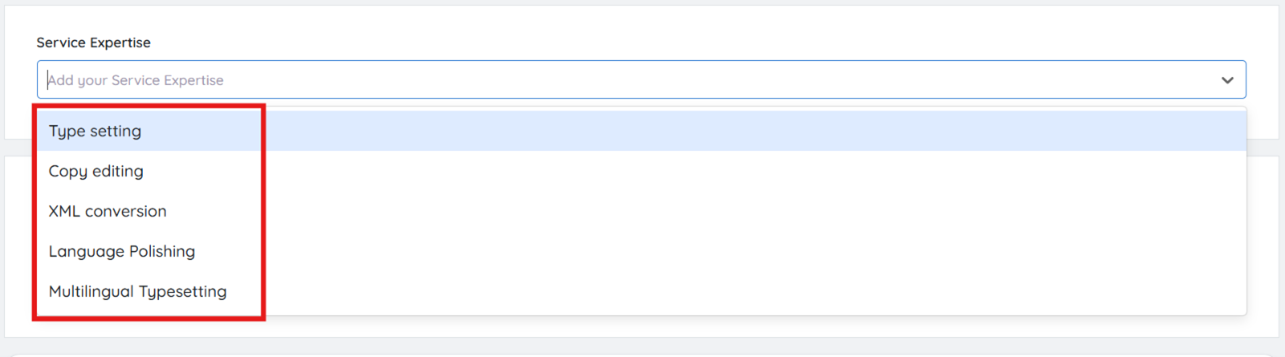 Service Expertise
Add your Service Expertise
Type setting
Copy editing
XML conversion
Language Polishing
Multilingual Typesetting